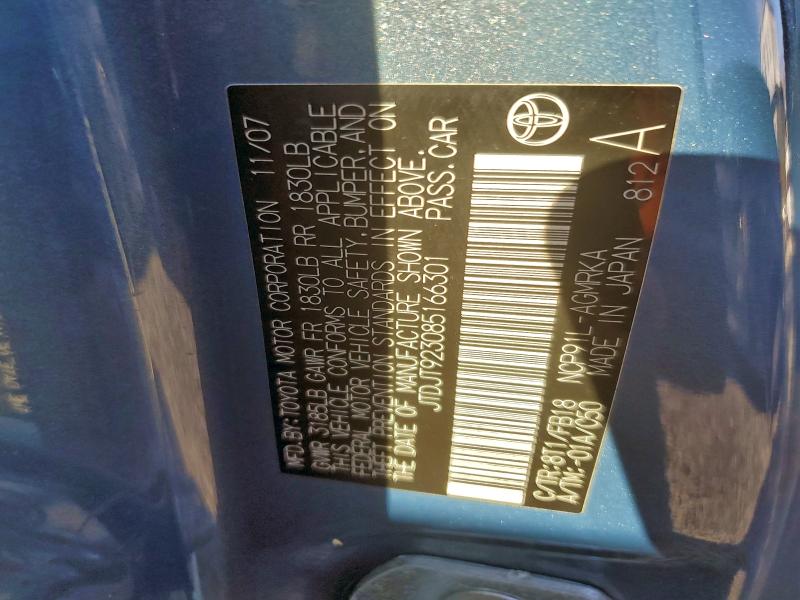 MFD. BY: TOYOTA MOTOR CORPORATION 11/07
GVWR 3185LB GAWR FR 1830LB RR 1830LB
THIS VEHICLE CONFORMS TO ALL APPLICABLE
FEDERAL MOTOR VEHICLE SAFETY, BUMPER, AND
THEFT PREVENTION STANDARDS IN EFFECT ON
THE DATE OF MANUFACTURE SHOWN ABOVE.
JTDJT923085166301 PASS. CAR
C/TR:8T1/FB18 NCP91L-AGMRKA
A/TM:-01A/C50 MADE IN JAPAN 812 A